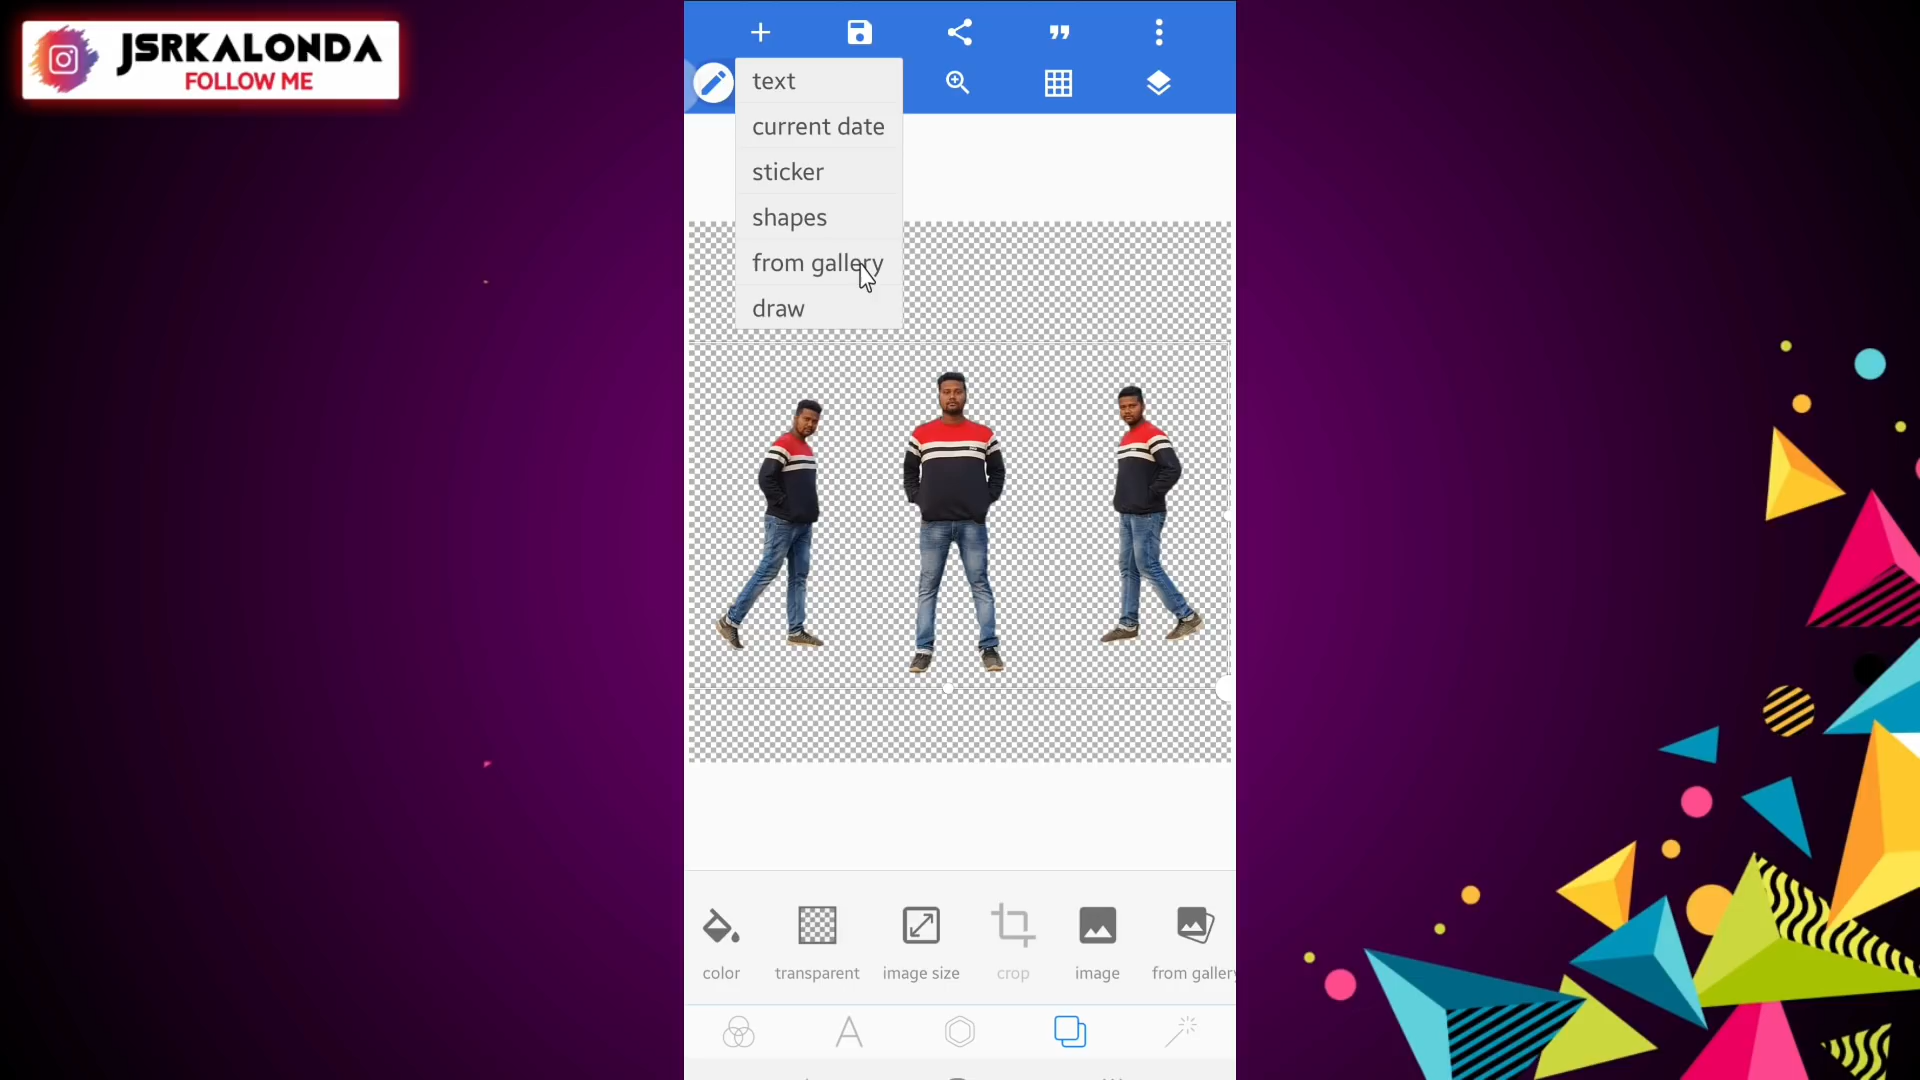 JSRKALONDA
FOLLOW ME
text
current date
sticker
shapes
from gallery
draw
color
transparent
image size
crop
image
from gallery